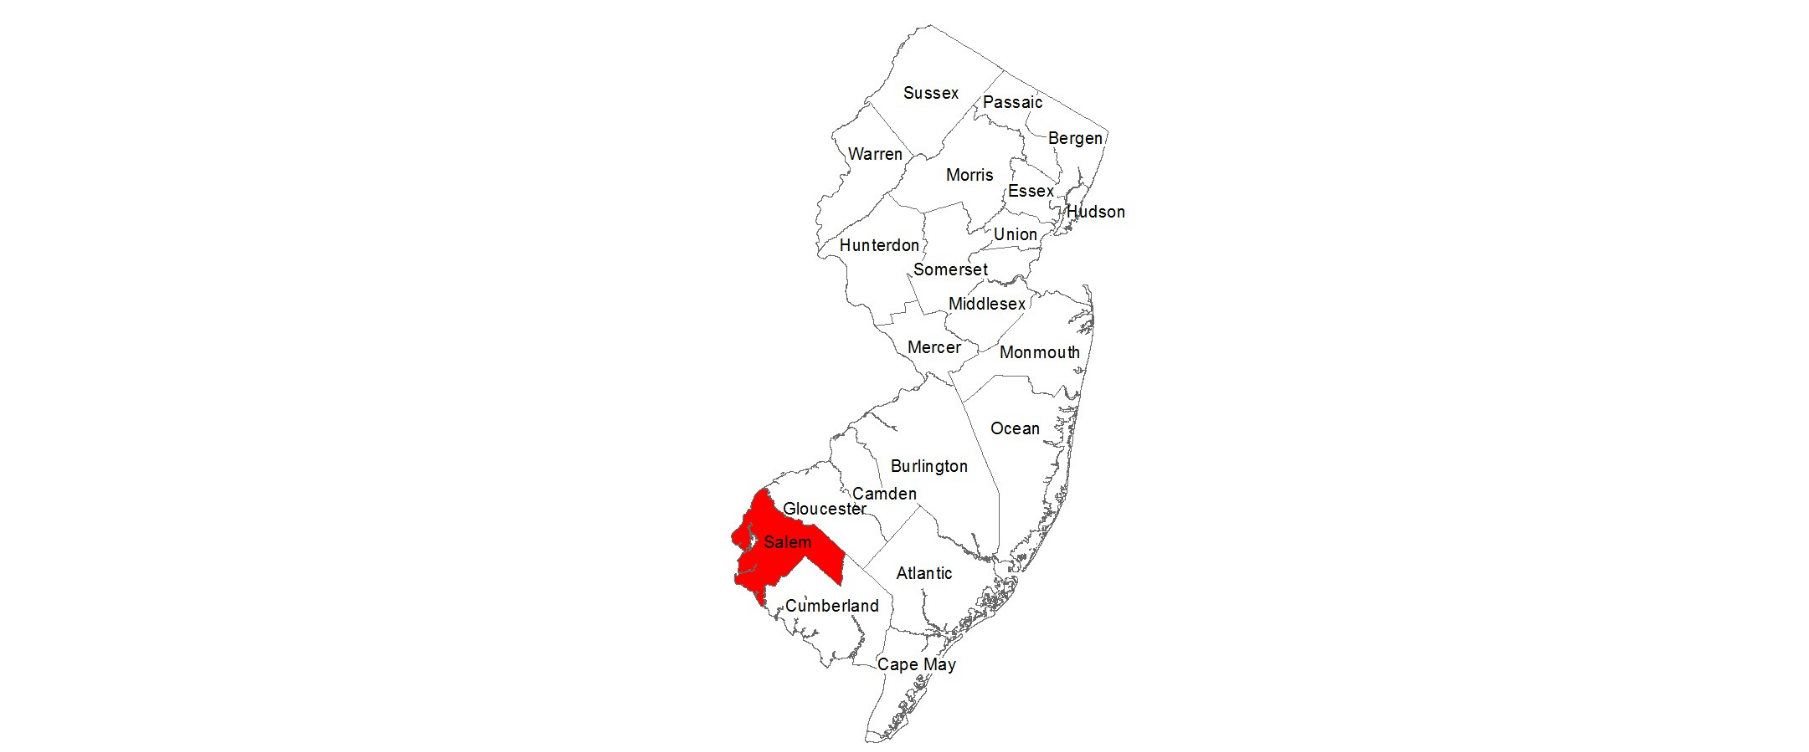 Sussex
Passaic
Bergen
Warren
Morris
Essex
Hudson
Union
Hunterdon
Somerset
Middlesex
Mercer
Monmouth
Ocean
Burlington
Camden
Gloucester
Salem
Atlantic
Cumberland
Cape May